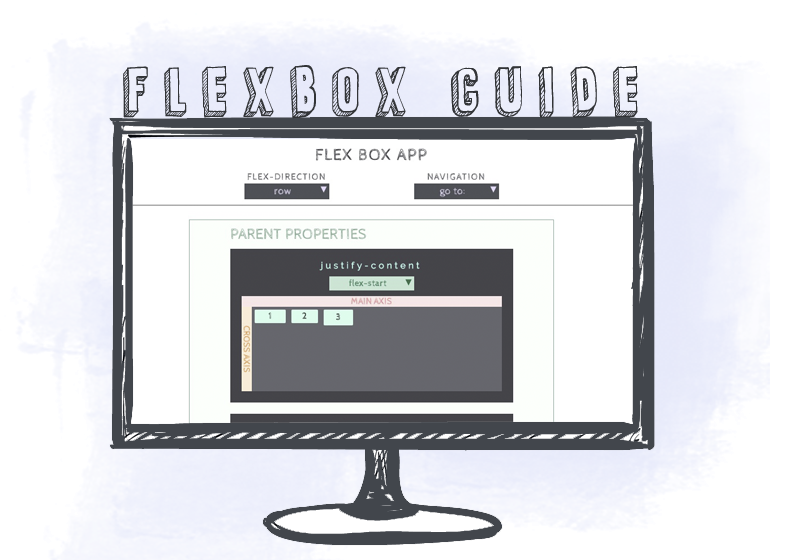 FLEXBOX GUIDE
FLEX BOX APP
FLEX-DIRECTION NAVIGATION
row go to:
PARENT PROPERTIES
justify-content
flex-start
MAIN AXIS
1 2 3
CROSS AXIS